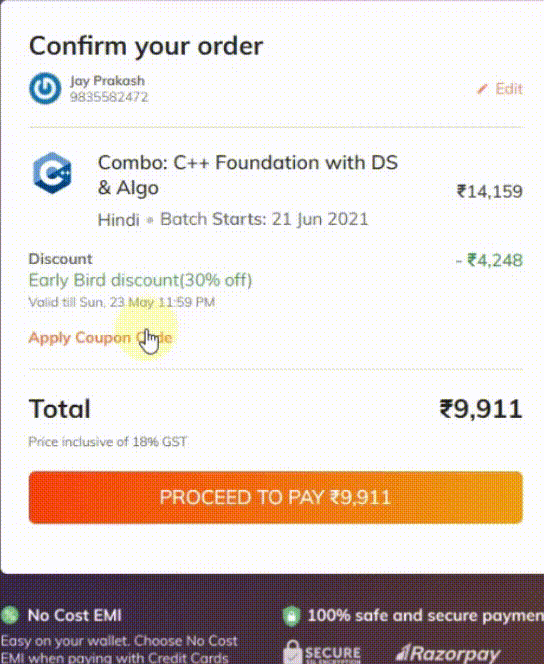 Confirm your order
Jay Prakash
9835582472
Edit
Combo: C++ Foundation with DS
& Algo
₹14,159
Hindi • Batch Starts: 21 Jun 2021
Discount
- ₹4,248
Early Bird discount(30% off)
Valid till Sun, 23 May 11:59 PM
Apply Coupon Code
Total
₹9,911
Price inclusive of 18% GST
PROCEED TO PAY ₹9,911
No Cost EMI
100% safe and secure paymen
Easy on your wallet. Choose No Cost
EMI when paying with Credit Cards
SECURE
Razorpay